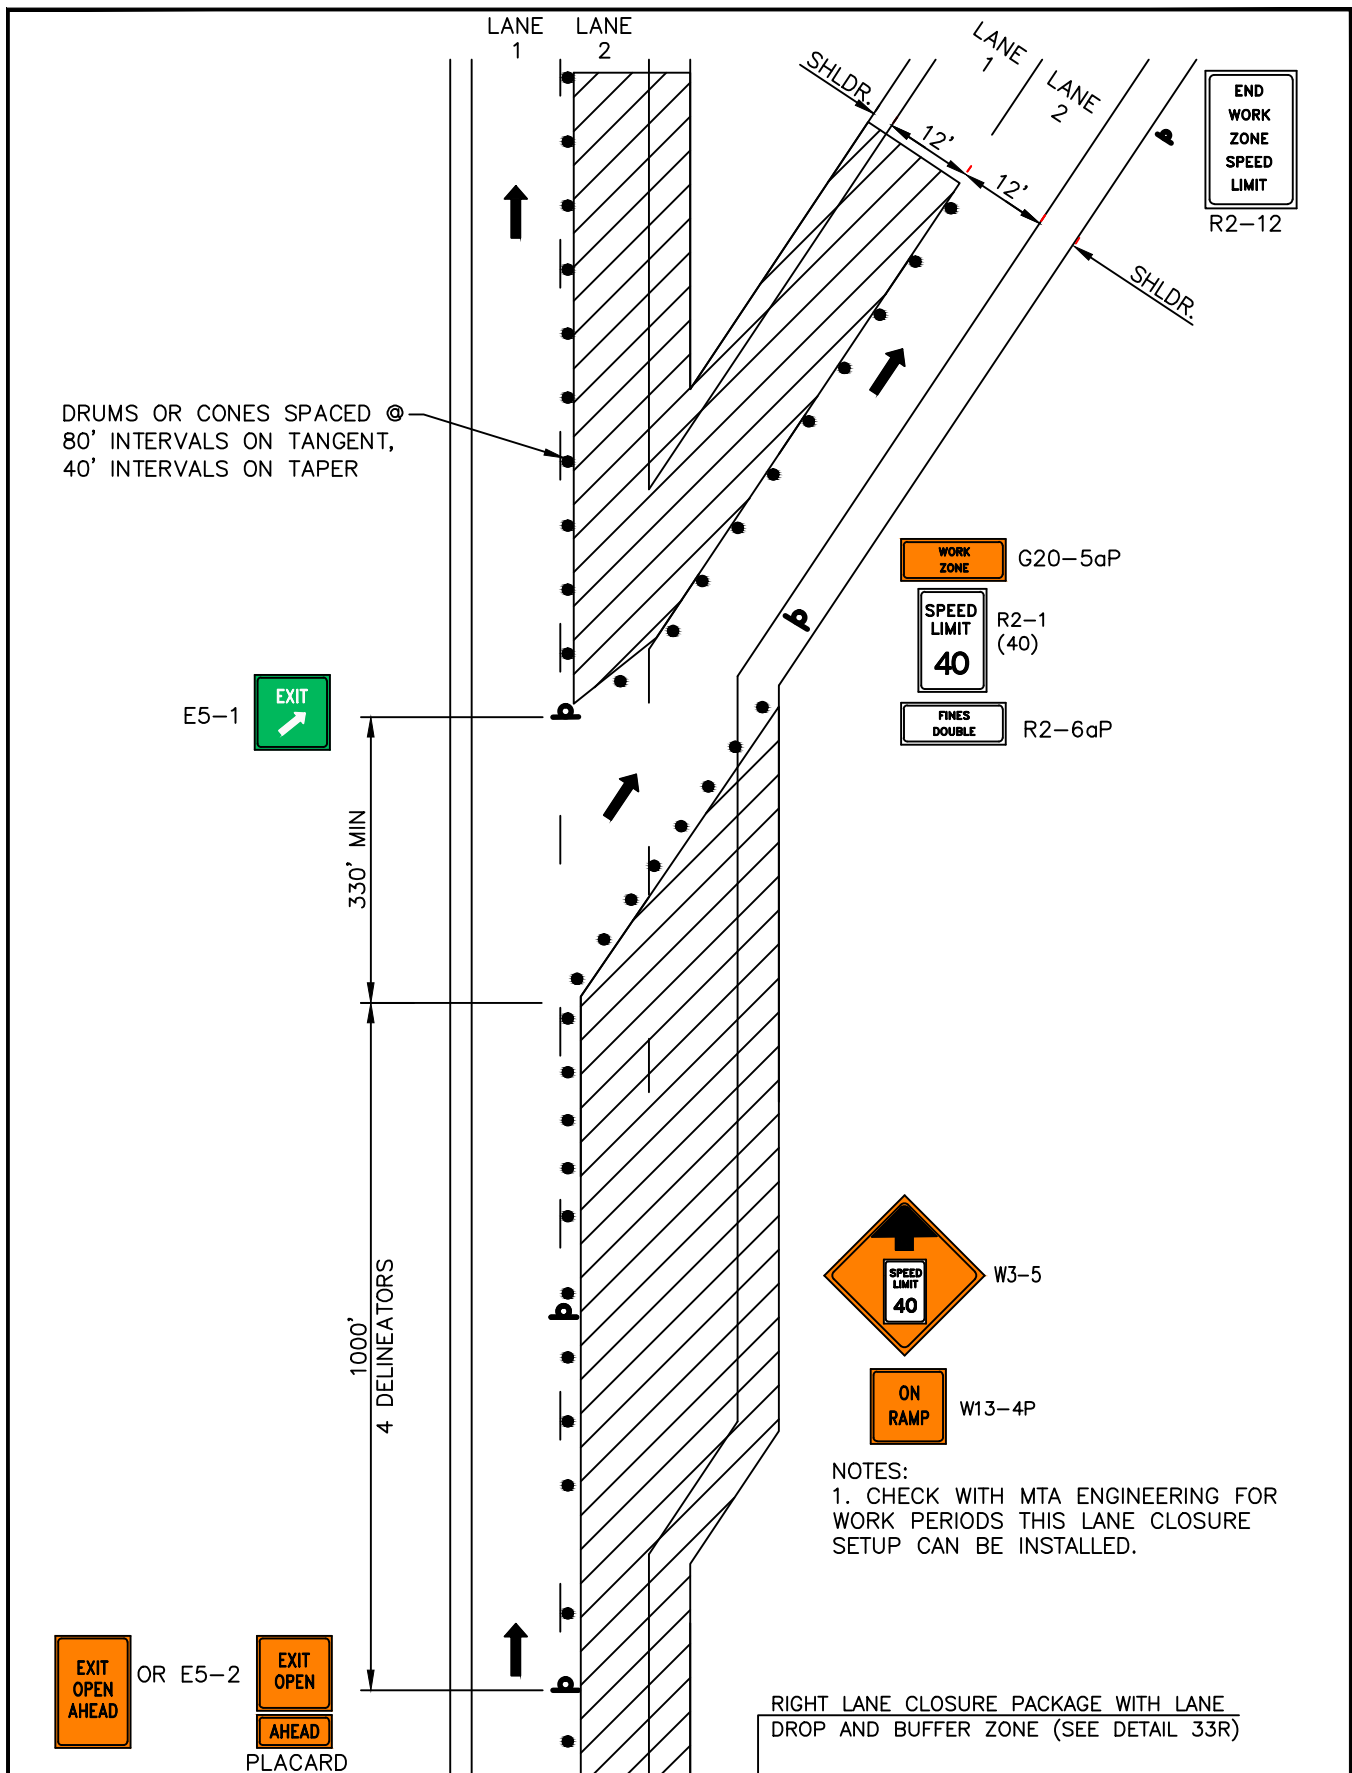 LANE
1
LANE
2
LANE
1
LANE
2
SHLDR.
12'
12'
SHLDR.
END
WORK
ZONE
SPEED
LIMIT
R2-12
DRUMS OR CONES SPACED @
80' INTERVALS ON TANGENT,
40' INTERVALS ON TAPER
WORK
ZONE
G20-5aP
SPEED
LIMIT
40
R2-1
(40)
FINES
DOUBLE
R2-6aP
E5-1
EXIT
330' MIN
1000'
4 DELINEATORS
SPEED
LIMIT
40
W3-5
ON
RAMP
W13-4P
NOTES:
1. CHECK WITH MTA ENGINEERING FOR
WORK PERIODS THIS LANE CLOSURE
SETUP CAN BE INSTALLED.
EXIT
OPEN
AHEAD
OR E5-2
EXIT
OPEN
AHEAD
PLACARD
RIGHT LANE CLOSURE PACKAGE WITH LANE
DROP AND BUFFER ZONE (SEE DETAIL 33R)